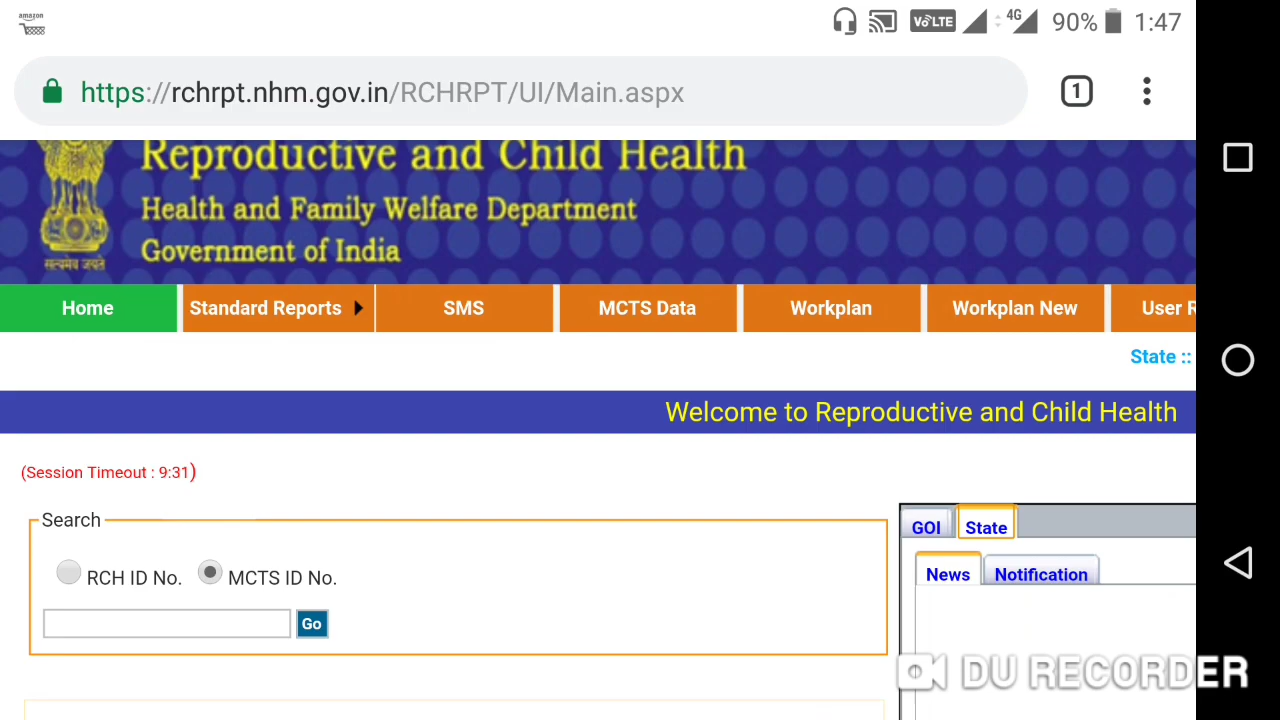 amazon
VoLTE 4G 90% 1:47
https://rchrpt.nhm.gov.in/RCHRPT/UI/Main.aspx
1
Reproductive and Child Health
Health and Family Welfare Department
सत्यमेव जयते
Government of India
Home Standard Reports SMS MCTS Data Workplan Workplan New User R
State ::
Welcome to Reproductive and Child Health
(Session Timeout : 9:31)
Search
RCH ID No. MCTS ID No.
Go
GOI State
News Notification
DU RECORDER